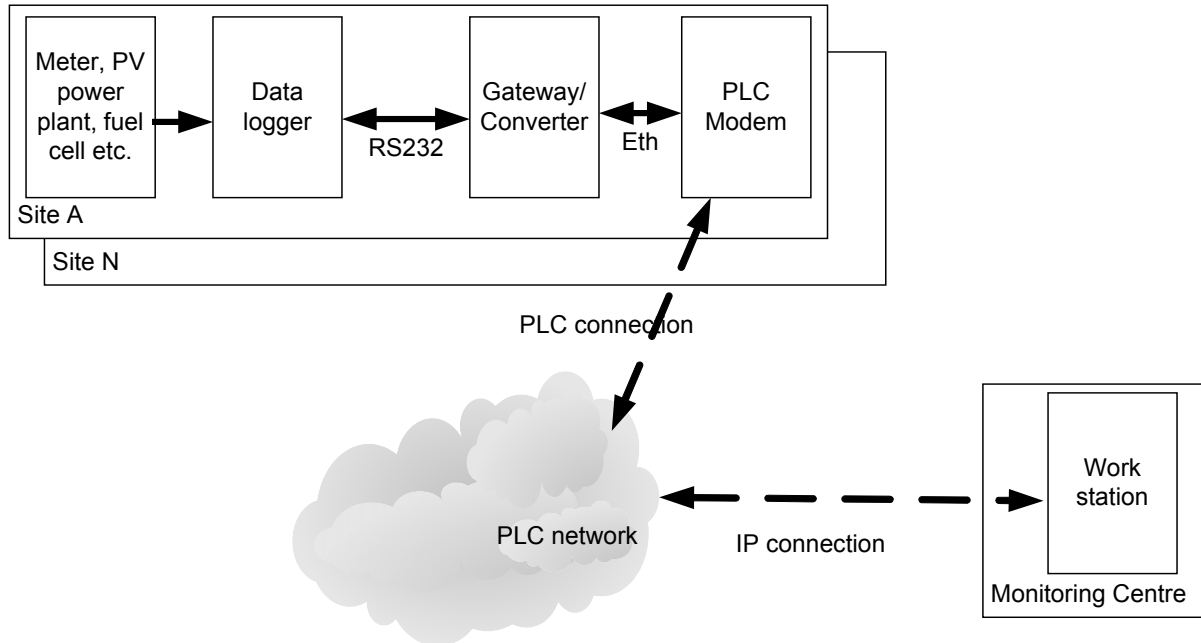 Meter, PV
power
plant, fuel
cell etc.
Data
logger
RS232
Gateway/
Converter
Eth
PLC
Modem
Site A
Site N
PLC connection
PLC network
IP connection
Work
station
Monitoring Centre